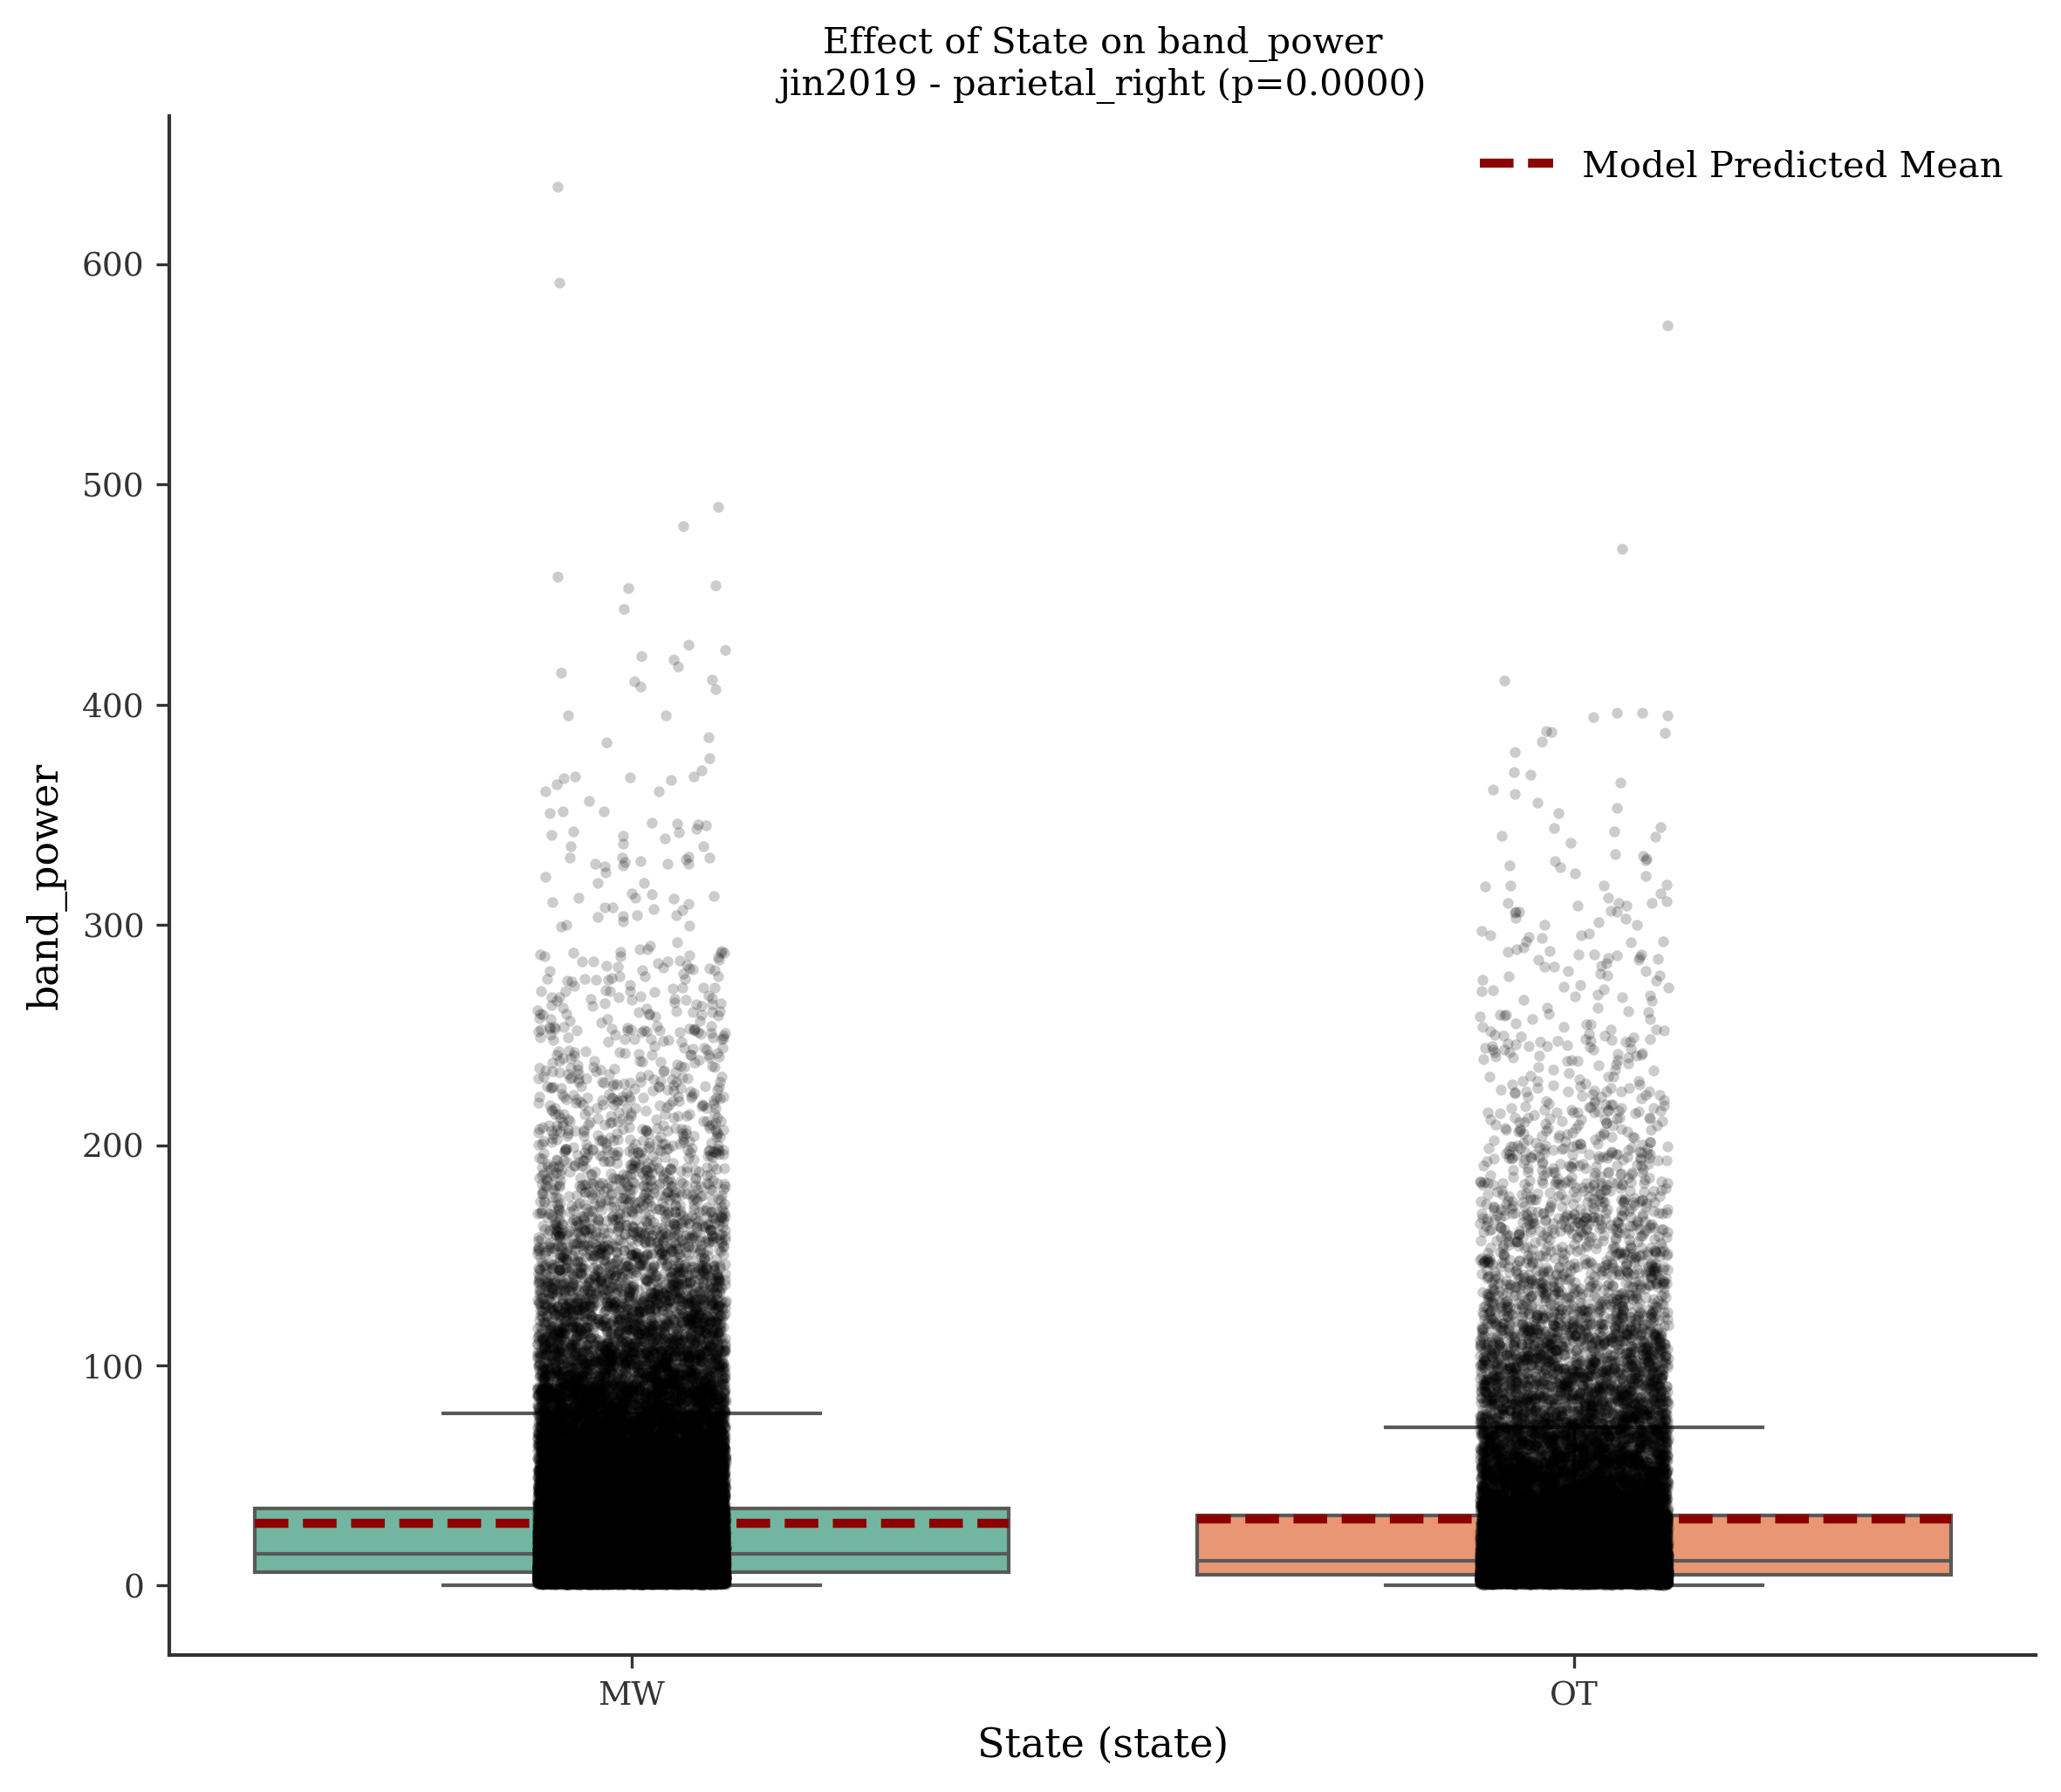 Effect of State on band_power
jin2019 - parietal_right (p=0.0000)
Model Predicted Mean
600
500
400
300
200
100
0
band_power
MW
OT
State (state)